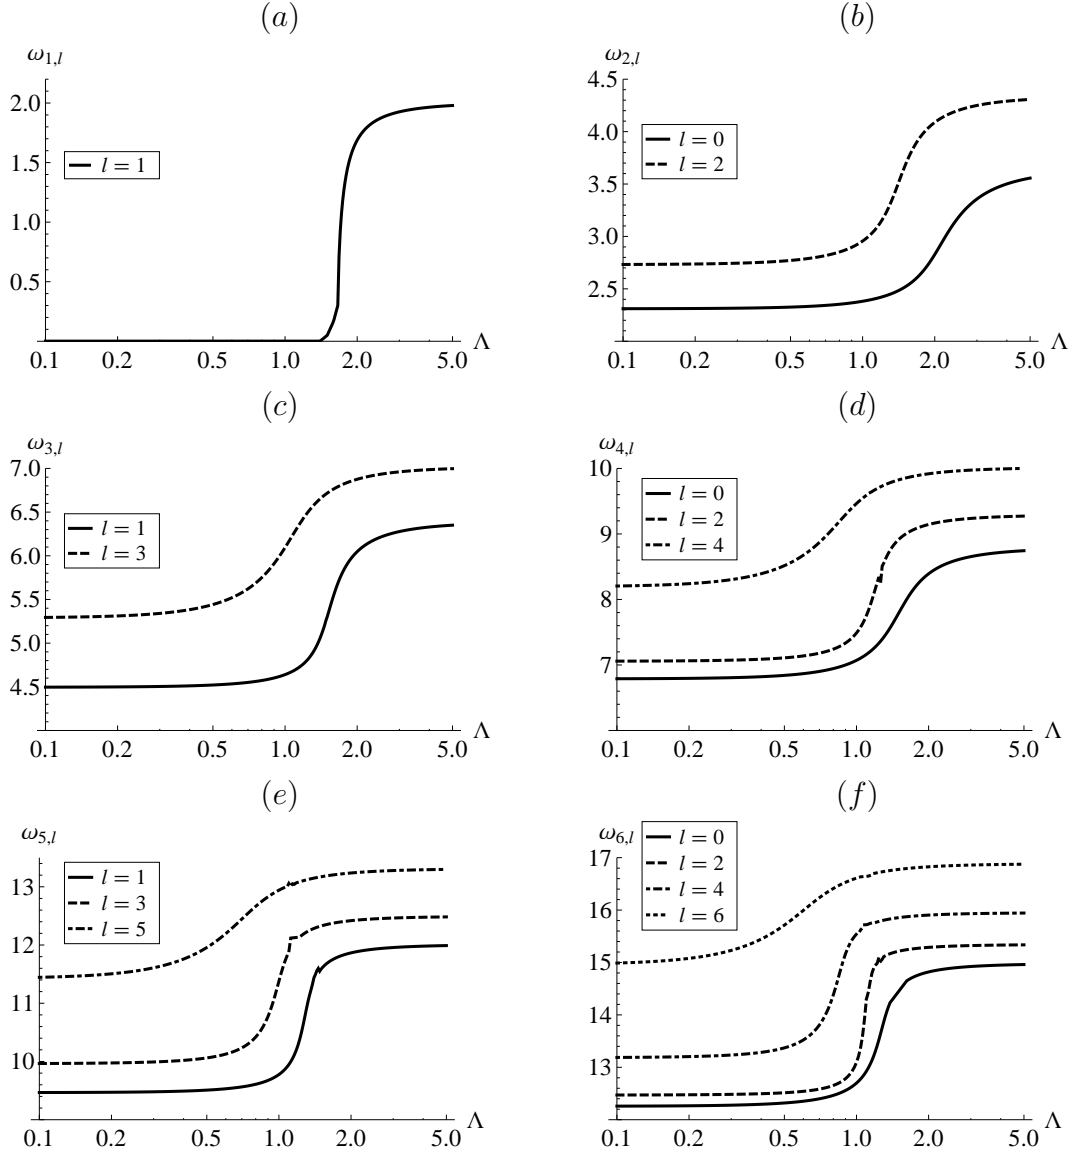 (a)
ω1,l
2.0
1.5
1.0
0.5
l = 1
0.1 0.2 0.5 1.0 2.0 5.0 Λ
(b)
ω2,l
4.5
4.0
3.5
3.0
2.5
l = 0
l = 2
0.1 0.2 0.5 1.0 2.0 5.0 Λ
(c)
ω3,l
7.0
6.5
6.0
5.5
5.0
4.5
l = 1
l = 3
0.1 0.2 0.5 1.0 2.0 5.0 Λ
(d)
ω4,l
10
9
8
7
l = 0
l = 2
l = 4
0.1 0.2 0.5 1.0 2.0 5.0 Λ
(e)
ω5,l
13
12
11
10
l = 1
l = 3
l = 5
0.1 0.2 0.5 1.0 2.0 5.0 Λ
(f)
ω6,l
17
16
15
14
13
l = 0
l = 2
l = 4
l = 6
0.1 0.2 0.5 1.0 2.0 5.0 Λ